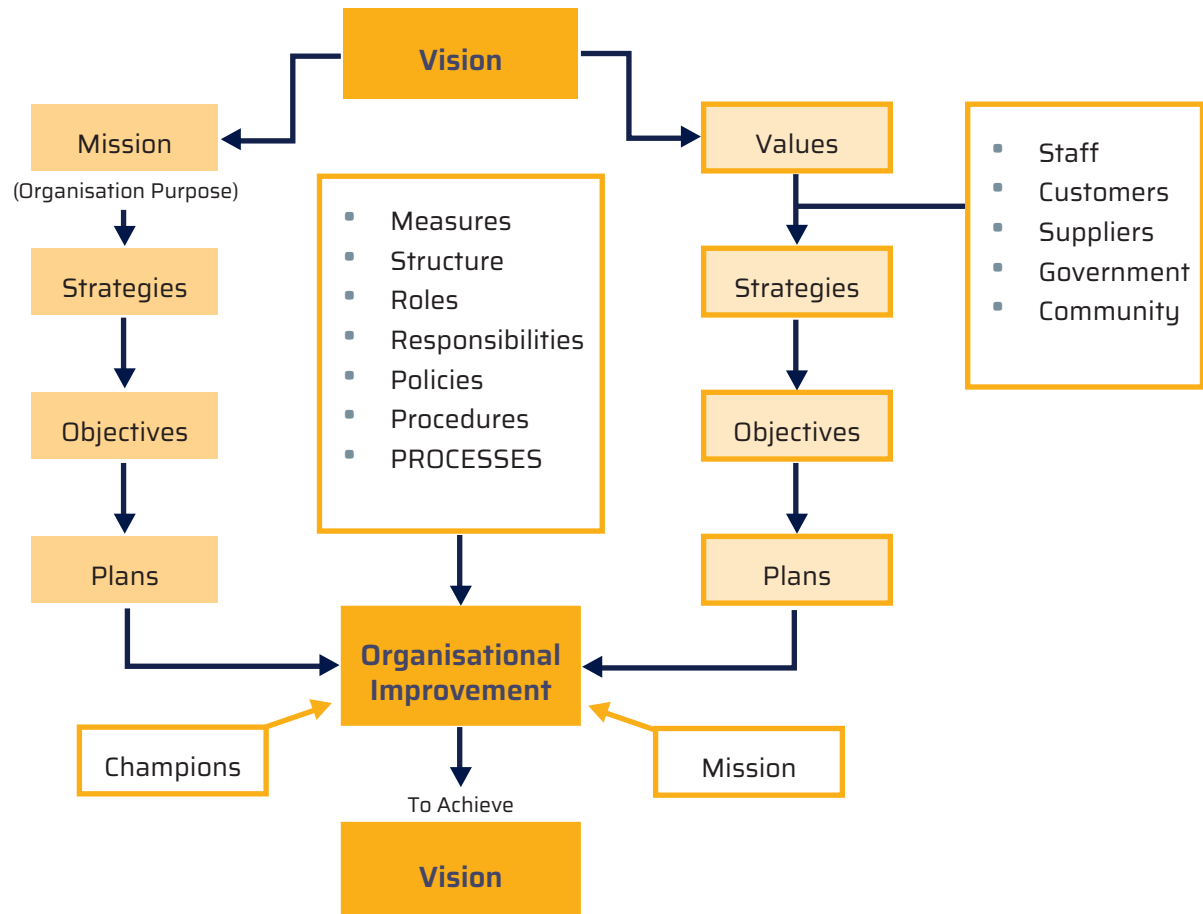 Vision
Mission
(Organisation Purpose)
Strategies
Objectives
Plans
Measures
Structure
Roles
Responsibilities
Policies
Procedures
PROCESSES
Values
Strategies
Objectives
Plans
Staff
Customers
Suppliers
Government
Community
Organisational
Improvement
Champions
Mission
To Achieve
Vision